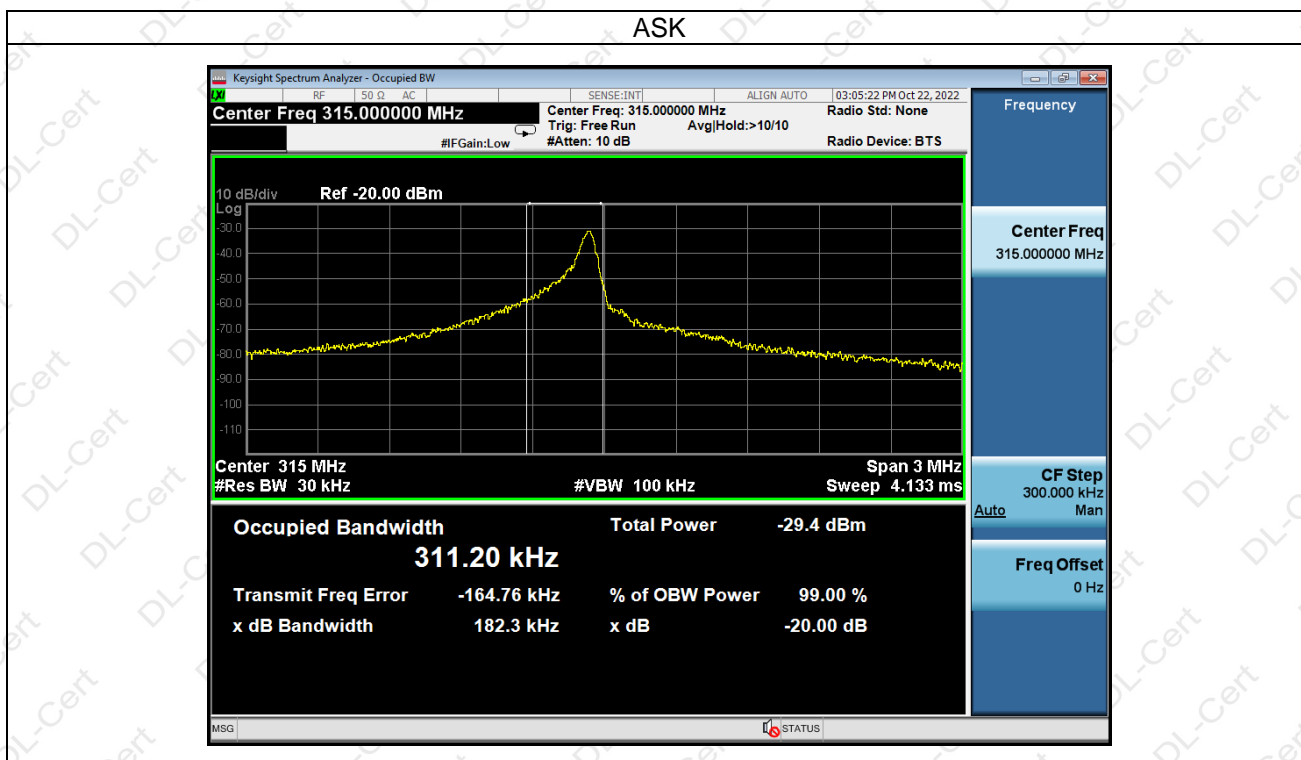 ASK
Keysight Spectrum Analyzer - Occupied BW
LXI RF 50 Ω AC SENSE:INT ALIGN AUTO 03:05:22 PM Oct 22, 2022
Center Freq 315.000000 MHz
#IFGain:Low
Center Freq: 315.000000 MHz
Trig: Free Run Avg|Hold:>10/10
#Atten: 10 dB
Radio Std: None
Radio Device: BTS
10 dB/div Ref -20.00 dBm
Log
-30.0
-40.0
-50.0
-60.0
-70.0
-80.0
-90.0
-100
-110
Center 315 MHz Span 3 MHz
#Res BW 30 kHz #VBW 100 kHz Sweep 4.133 ms
Occupied Bandwidth Total Power -29.4 dBm
311.20 kHz
Transmit Freq Error -164.76 kHz % of OBW Power 99.00 %
x dB Bandwidth 182.3 kHz x dB -20.00 dB
MSG STATUS
Frequency
Center Freq
315.000000 MHz
CF Step
300.000 kHz
Auto Man
Freq Offset
0 Hz
DL-Cert